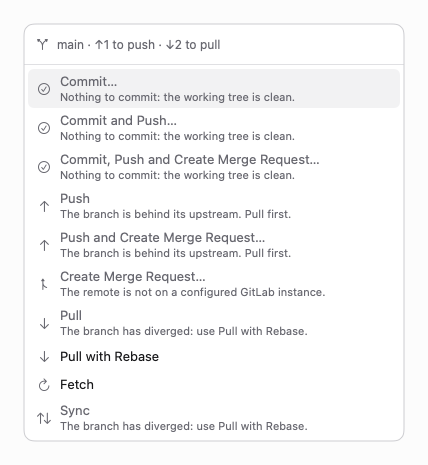 main · ↑1 to push · ↓2 to pull
Commit...
Nothing to commit: the working tree is clean.
Commit and Push...
Nothing to commit: the working tree is clean.
Commit, Push and Create Merge Request...
Nothing to commit: the working tree is clean.
Push
The branch is behind its upstream. Pull first.
Push and Create Merge Request...
The branch is behind its upstream. Pull first.
Create Merge Request...
The remote is not on a configured GitLab instance.
Pull
The branch has diverged: use Pull with Rebase.
Pull with Rebase
Fetch
Sync
The branch has diverged: use Pull with Rebase.